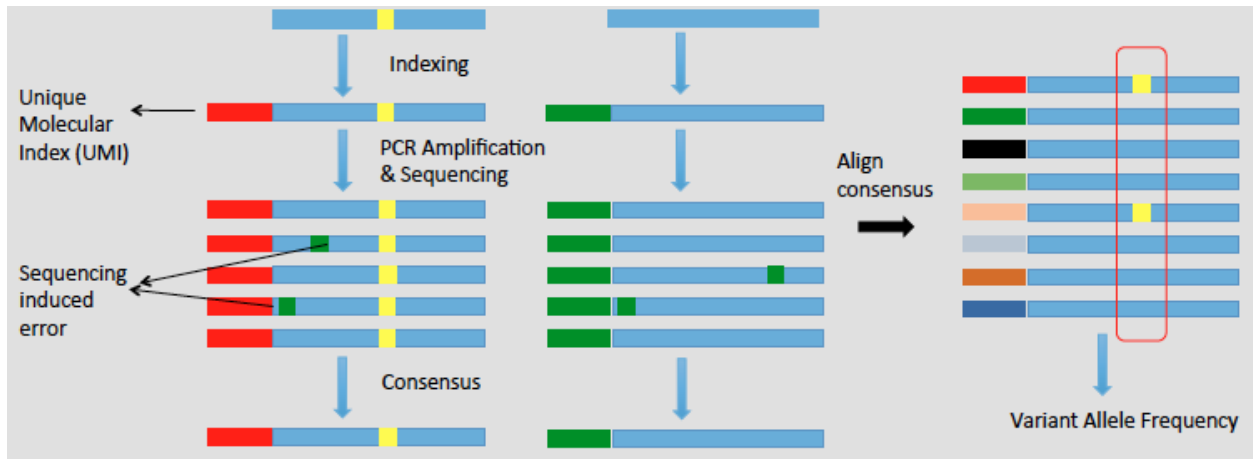 Indexing
Unique
Molecular
Index (UMI)
PCR Amplification
& Sequencing
Align
consensus
Sequencing
induced
error
Consensus
Variant Allele Frequency